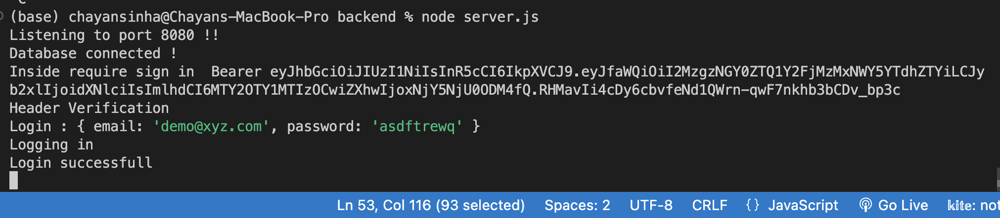 (base) chayansinha@Chayans-MacBook-Pro backend % node server.js
Listening to port 8080 !!
Database connected !
Inside require sign in  Bearer eyJhbGciOiJIUzI1NiIsInR5cCI6IkpXVCJ9.eyJfaWQiOiI2MzgzNGY0ZTQ1Y2FjMzMxNWY5YTdhZTYiLCJy
b2xlIjoidXNlciIsImlhdCI6MTY2OTY1MTIzOCwiZXhwIjoxNjY5NjU0ODM4fQ.RHMavIi4cDy6cbvfeNd1QWrn-qwF7nkhb3bCDv_bp3c
Header Verification
Login : { email: 'demo@xyz.com', password: 'asdftrewq' }
Logging in
Login successfull
Ln 53, Col 116 (93 selected) Spaces: 2 UTF-8 CRLF {} JavaScript Go Live kite: not